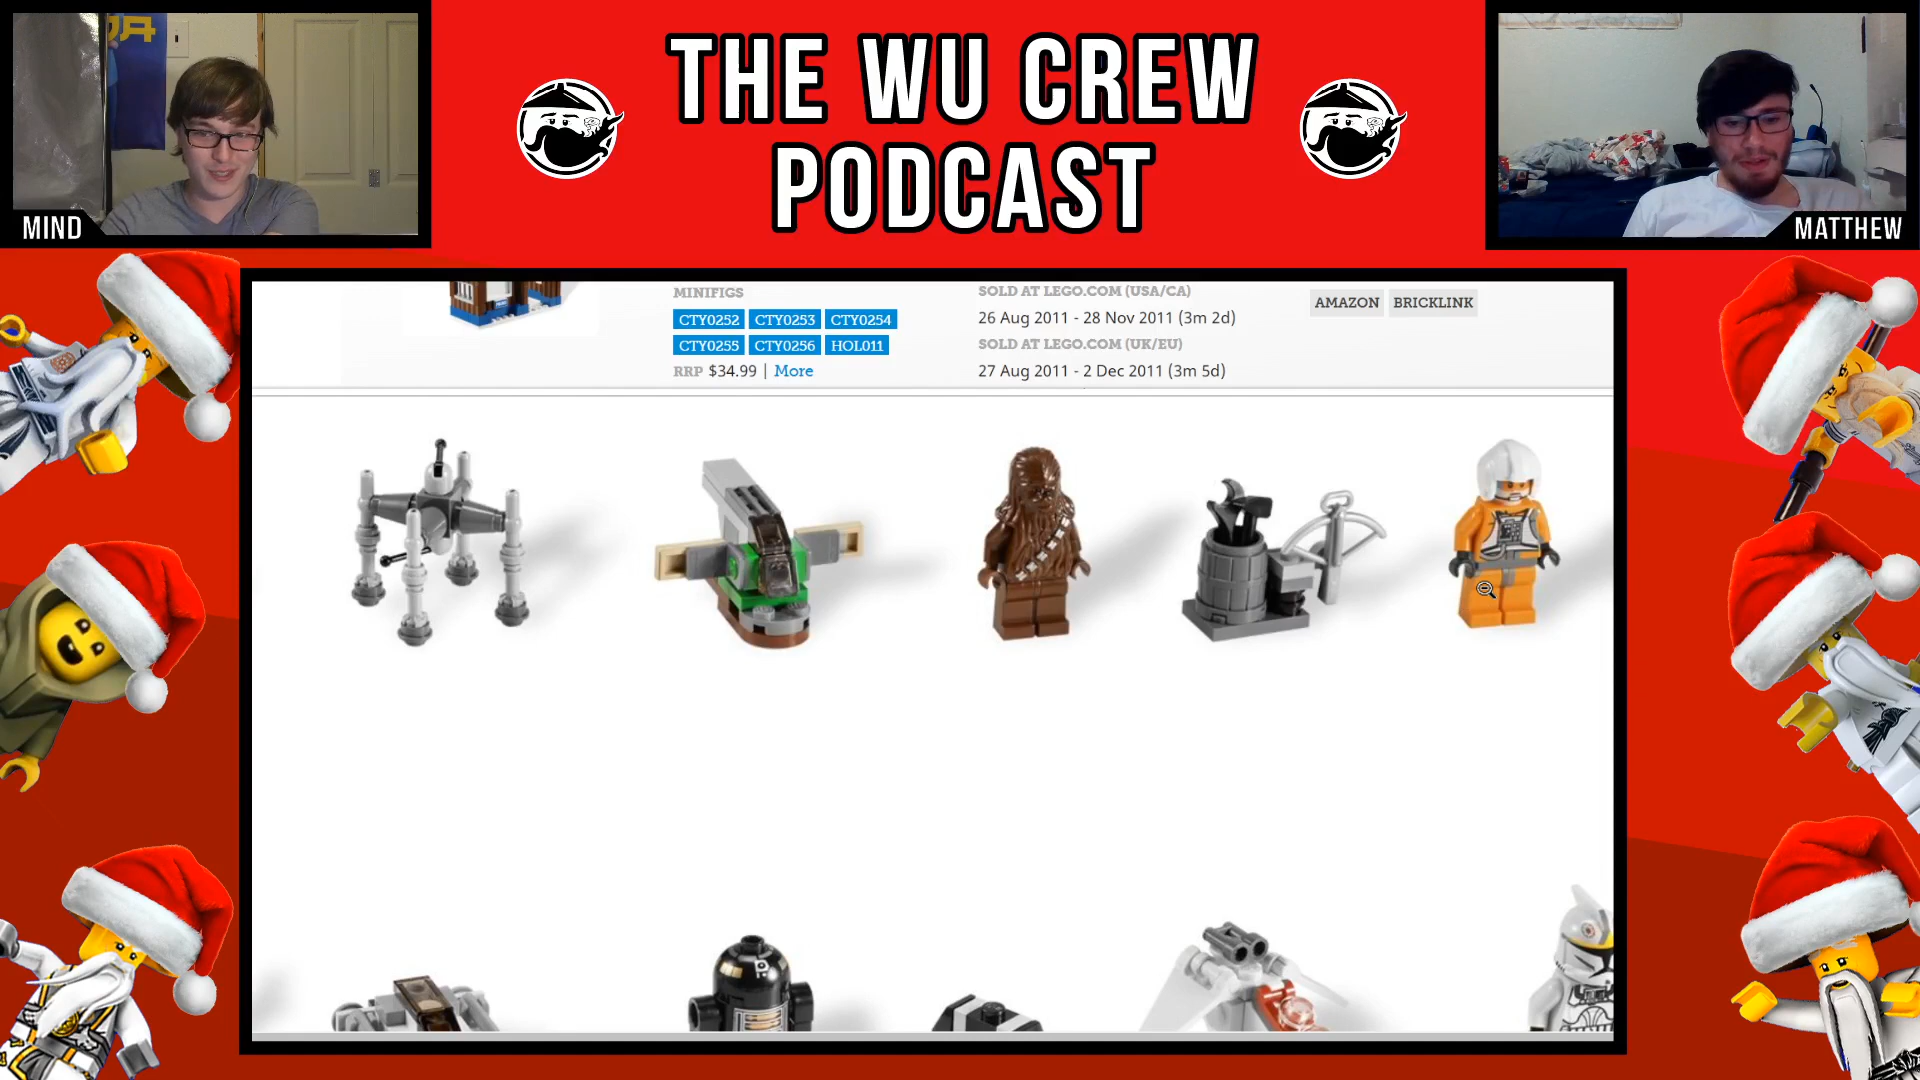 THE WU CREW
PODCAST
MIND
MATTHEW
MINIFIGS
CTY0252 CTY0253 CTY0254
CTY0255 CTY0256 HOL011
RRP $34.99 | More
SOLD AT LEGO.COM (USA/CA)
26 Aug 2011 - 28 Nov 2011 (3m 2d)
SOLD AT LEGO.COM (UK/EU)
27 Aug 2011 - 2 Dec 2011 (3m 5d)
AMAZON BRICKLINK